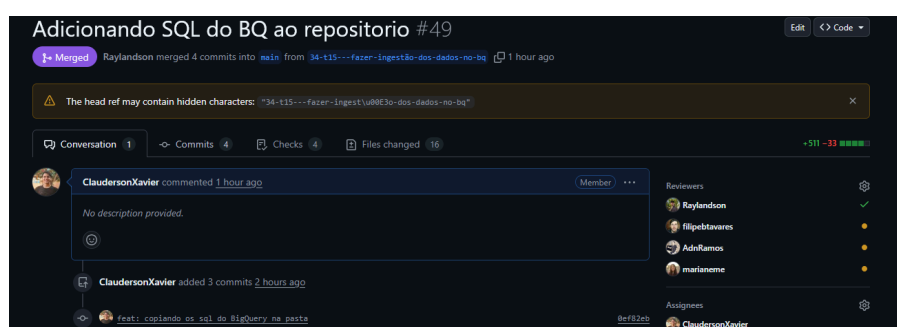 Adicionando SQL do BQ ao repositorio #49
Edit
<> Code
Merged
Raylandson merged 4 commits into main from 34-t15---fazer-ingestão-dos-dados-no-bq 1 hour ago
The head ref may contain hidden characters: "34-t15---fazer-ingest\u00E3o-dos-dados-no-bq"
Conversation 1
Commits 4
Checks 4
Files changed 16
+511 −33
ClaudersonXavier commented 1 hour ago
Member
No description provided.
ClaudersonXavier added 3 commits 2 hours ago
feat: copiando os sql do BigQuery na pasta
0ef82eb
Reviewers
Raylandson
filipebtavares
AdnRamos
marianeme
Assignees
ClaudersonXavier